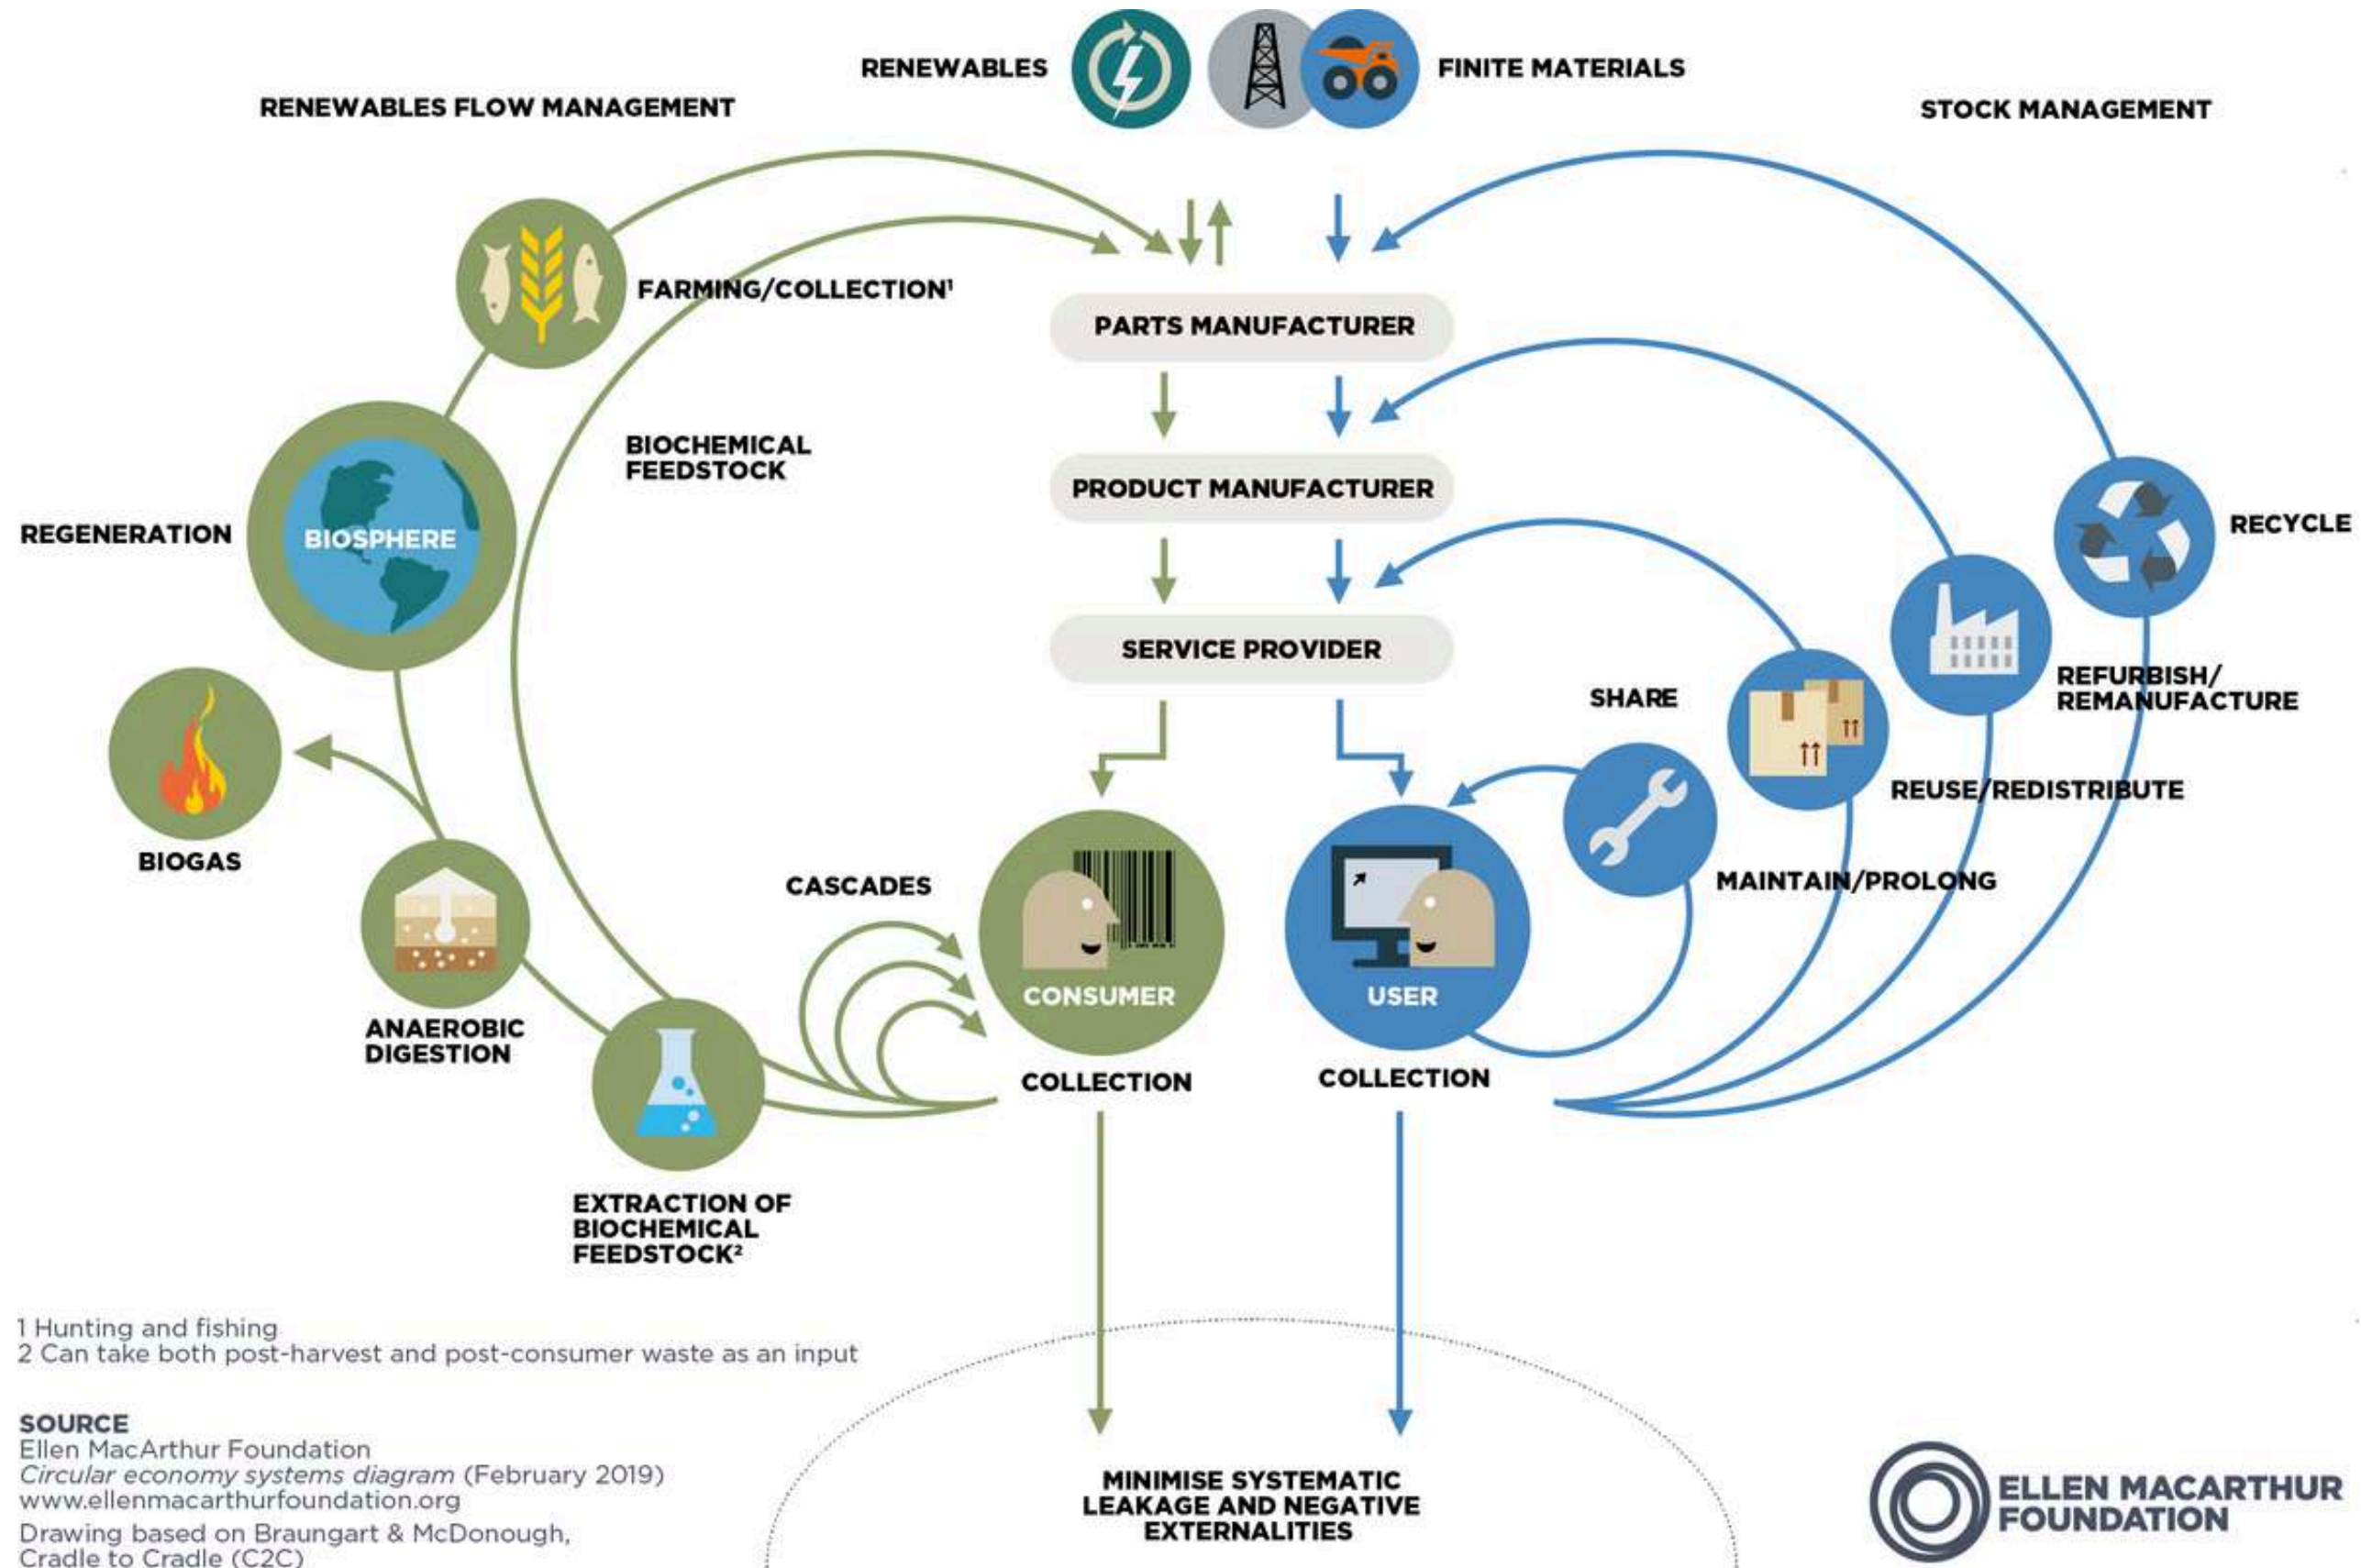 RENEWABLES
FINITE MATERIALS
RENEWABLES FLOW MANAGEMENT
STOCK MANAGEMENT
FARMING/COLLECTION¹
PARTS MANUFACTURER
BIOCHEMICAL
FEEDSTOCK
PRODUCT MANUFACTURER
REGENERATION
BIOSPHERE
RECYCLE
SERVICE PROVIDER
SHARE
REFURBISH/
REMANUFACTURE
REUSE/REDISTRIBUTE
BIOGAS
CASCADES
MAINTAIN/PROLONG
CONSUMER
USER
ANAEROBIC
DIGESTION
COLLECTION
COLLECTION
EXTRACTION OF
BIOCHEMICAL
FEEDSTOCK²
1 Hunting and fishing
2 Can take both post-harvest and post-consumer waste as an input
SOURCE
Ellen MacArthur Foundation
Circular economy systems diagram (February 2019)
www.ellenmacarthurfoundation.org
Drawing based on Braungart & McDonough,
Cradle to Cradle (C2C)
MINIMISE SYSTEMATIC
LEAKAGE AND NEGATIVE
EXTERNALITIES
ELLEN MACARTHUR
FOUNDATION